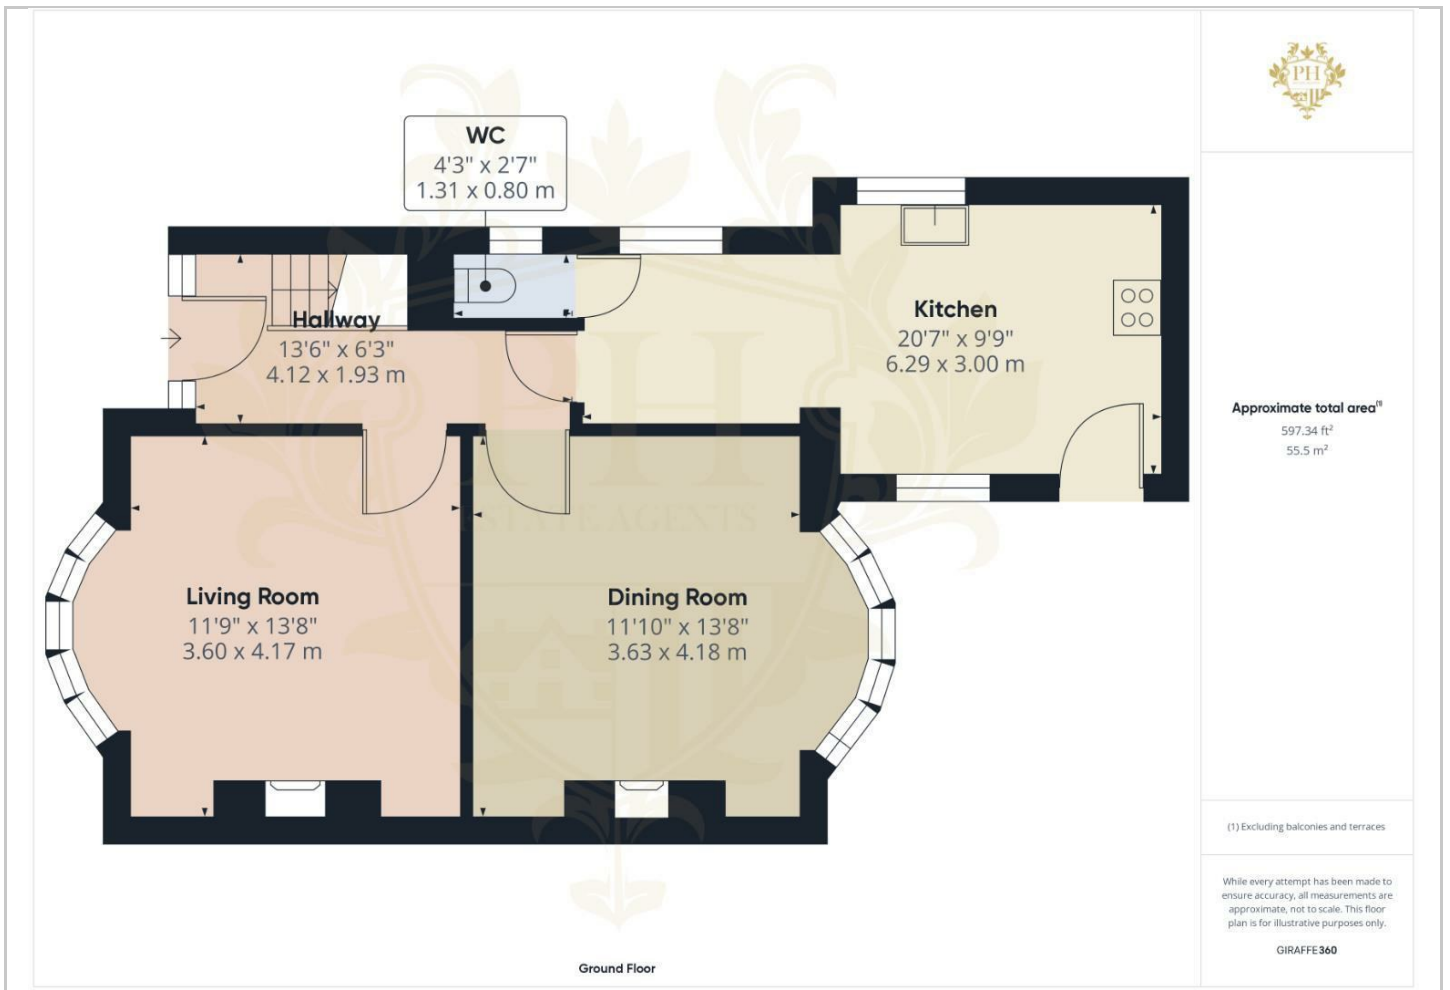 WC
4'3" x 2'7"
1.31 x 0.80 m
Hallway
13'6" x 6'3"
4.12 x 1.93 m
Kitchen
20'7" x 9'9"
6.29 x 3.00 m
Living Room
11'9" x 13'8"
3.60 x 4.17 m
Dining Room
11'10" x 13'8"
3.63 x 4.18 m
PH
ESTATE AGENTS
Ground Floor
PH
Approximate total area⁽¹⁾
597.34 ft²
55.5 m²
(1) Excluding balconies and terraces
While every attempt has been made to
ensure accuracy, all measurements are
approximate, not to scale. This floor
plan is for illustrative purposes only.
GIRAFFE360